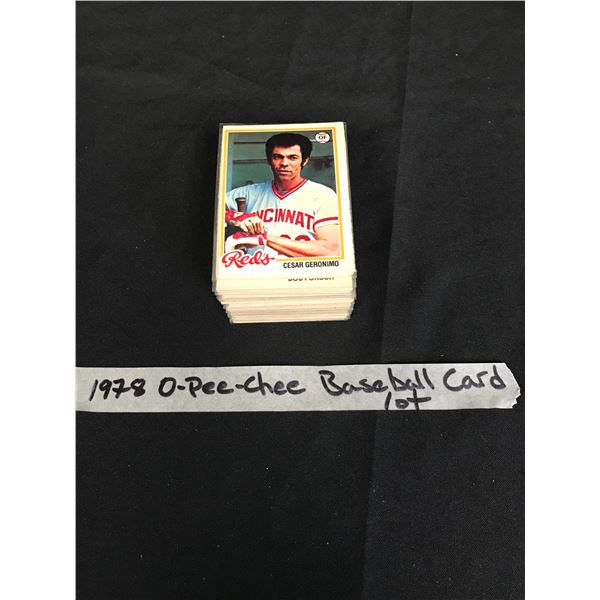 OF
CINCINNATI
Reds
CESAR GERONIMO
1978 O-Pee-Chee Baseball Card
lot